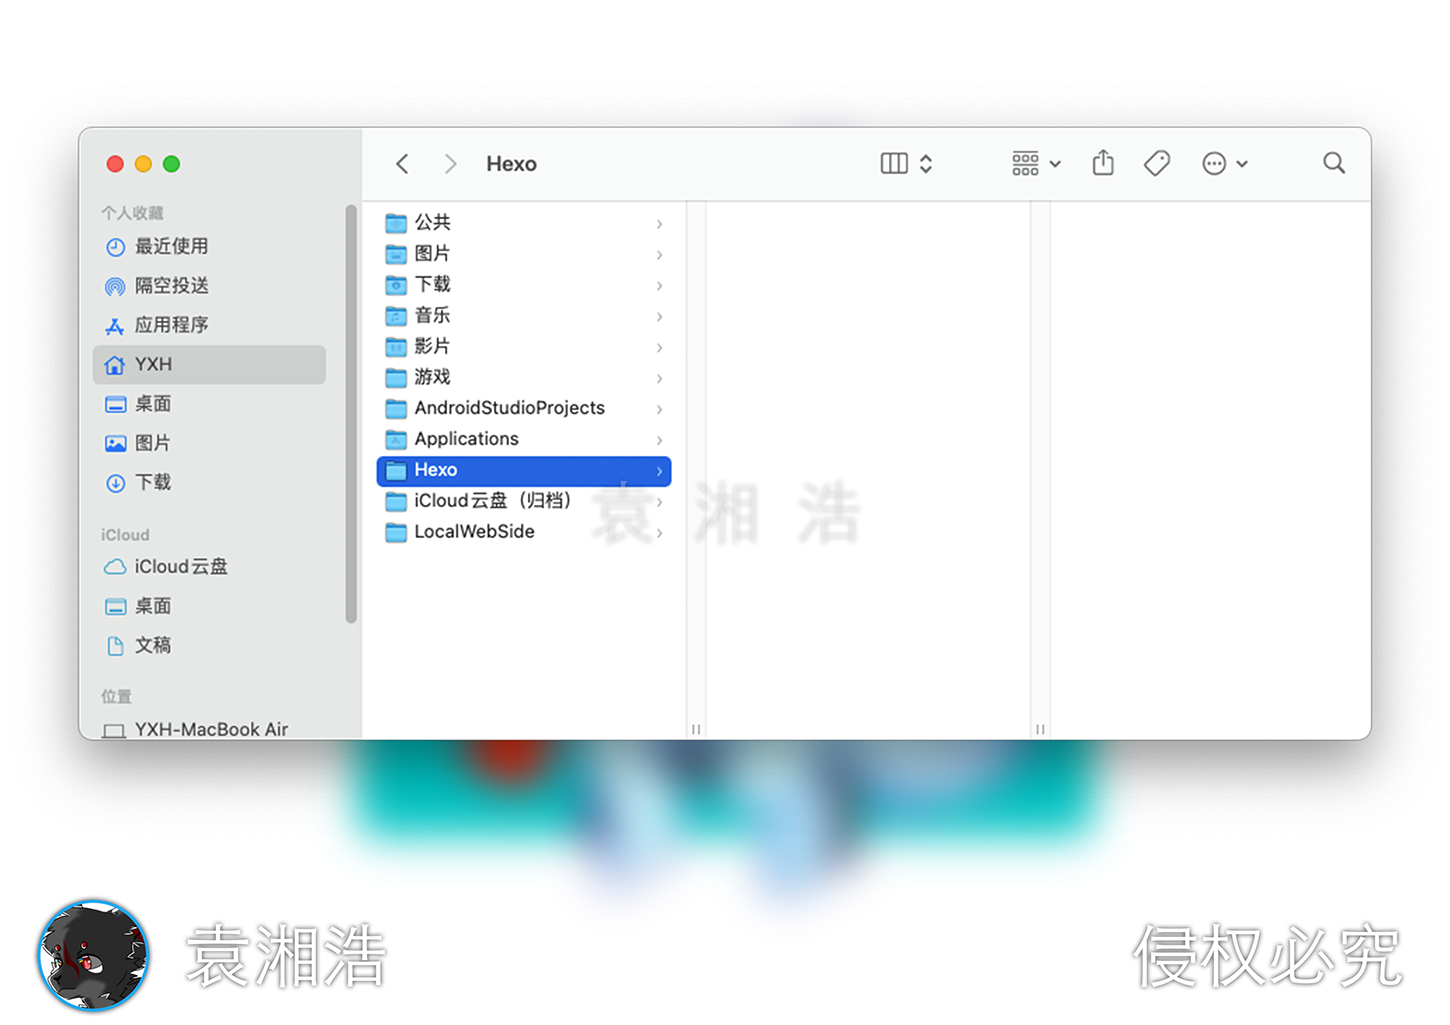 Hexo
个人收藏
最近使用
隔空投送
应用程序
YXH
桌面
图片
下载
iCloud
iCloud云盘
桌面
文稿
位置
YXH-MacBook Air
公共
图片
下载
音乐
影片
游戏
AndroidStudioProjects
Applications
Hexo
iCloud云盘（归档）
LocalWebSide
袁湘浩
袁湘浩
侵权必究